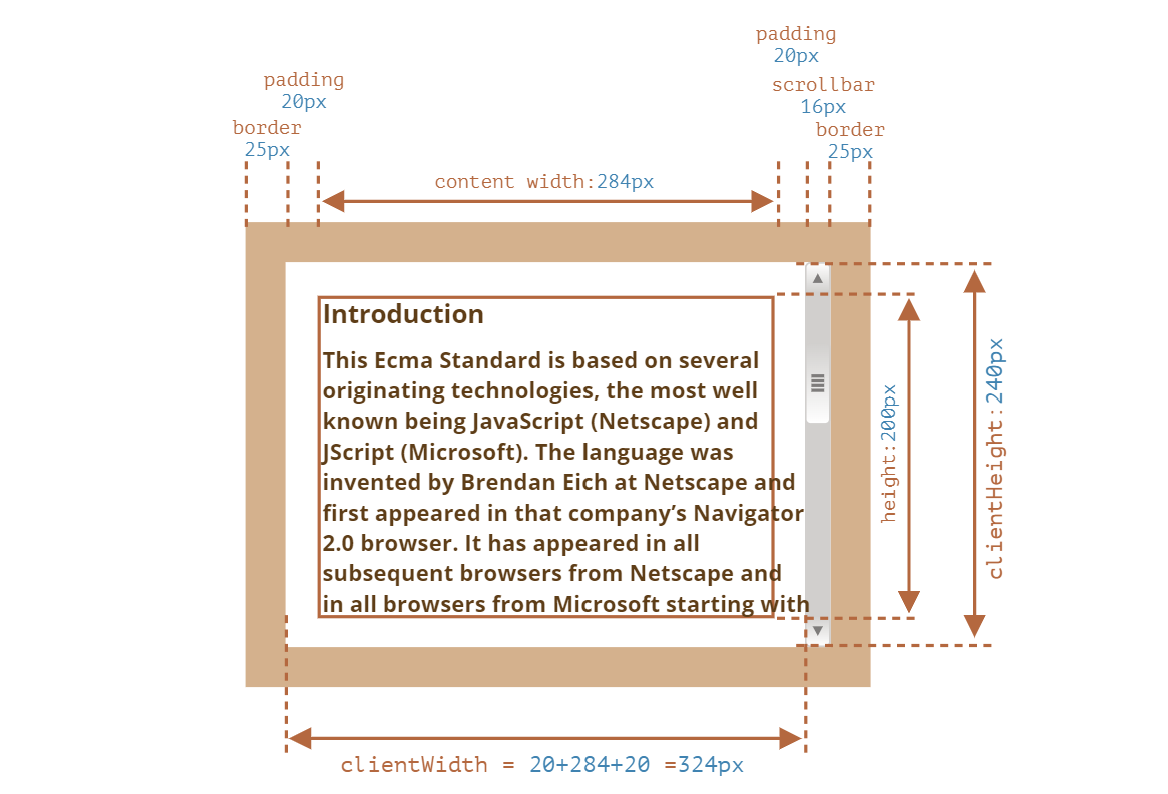 padding
20px
scrollbar
16px
border
25px
padding
20px
border
25px
content width:284px
Introduction
This Ecma Standard is based on several
originating technologies, the most well
known being JavaScript (Netscape) and
JScript (Microsoft). The language was
invented by Brendan Eich at Netscape and
first appeared in that company’s Navigator
2.0 browser. It has appeared in all
subsequent browsers from Netscape and
in all browsers from Microsoft starting with
height:200px
clientHeight:240px
clientWidth = 20+284+20 =324px